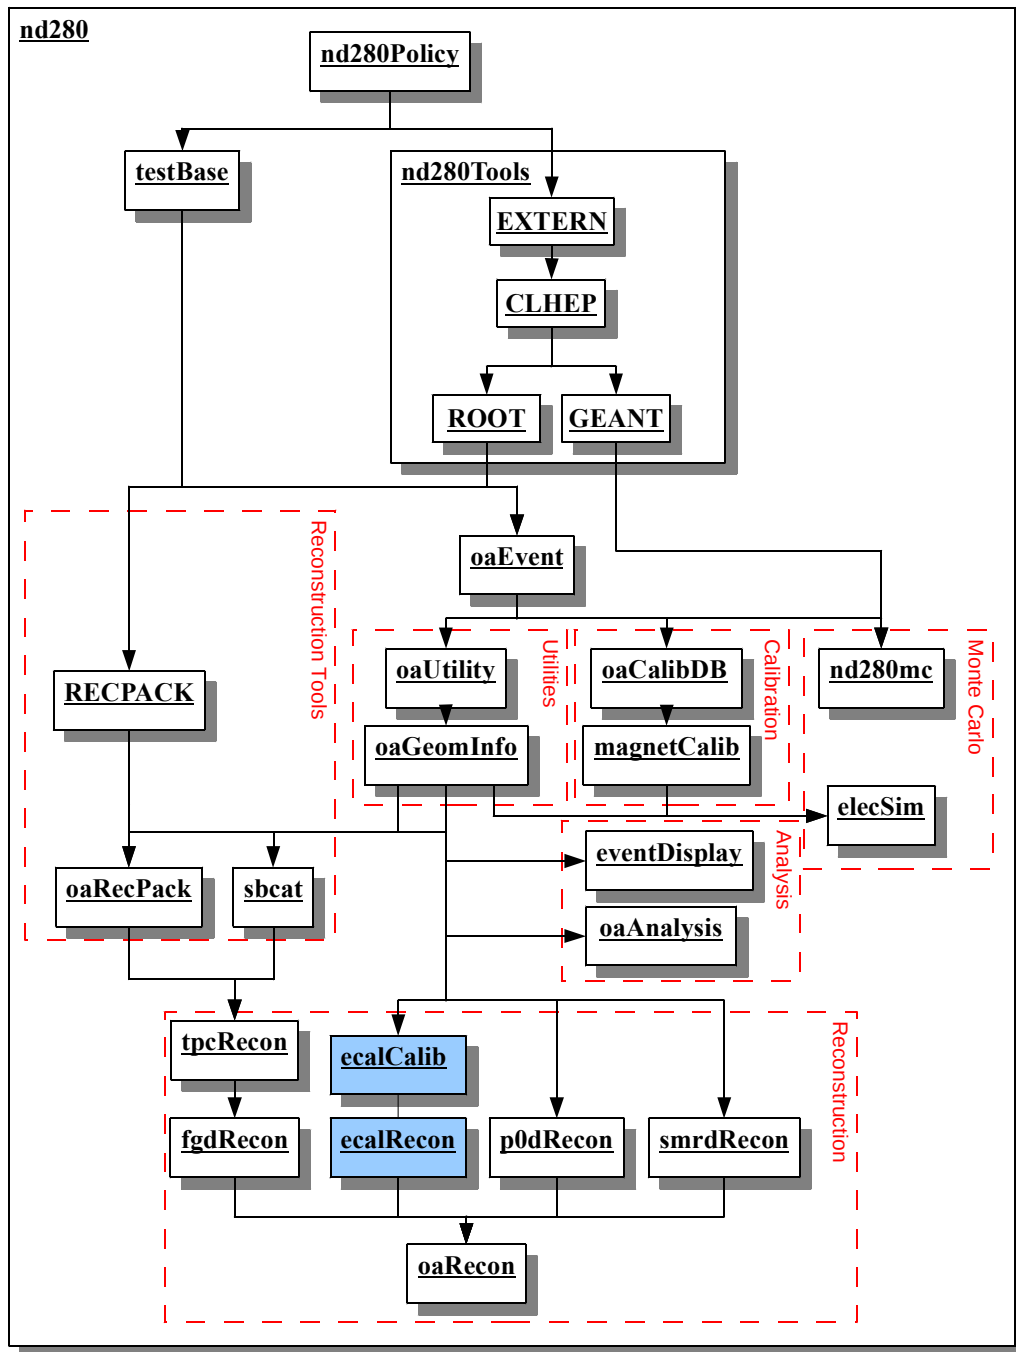 nd280
nd280Policy
testBase
nd280Tools
EXTERN
CLHEP
ROOT
GEANT
Reconstruction Tools
oaEvent
Utilities
Calibration
Monte Carlo
RECPACK
oaUtility
oaCalibDB
nd280mc
oaGeomInfo
magnetCalib
elecSim
Analysis
eventDisplay
oaRecPack
sbcat
oaAnalysis
Reconstruction
tpcRecon
ecalCalib
fgdRecon
ecalRecon
p0dRecon
smrdRecon
oaRecon